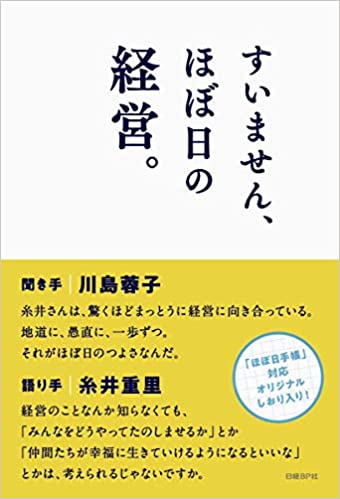 すいません、
ほぼ日の
経営。
聞き手｜川島蓉子
糸井さんは、驚くほどまっとうに経営に向き合っている。
地道に、愚直に、一歩ずつ。
それがほぼ日のつよさなんだ。
語り手｜糸井重里
経営のことなんか知らなくても、
「みんなをどうやってたのしませるか」とか
「仲間たちが幸福に生きていけるようになるといいな」
とかは、考えられるじゃないですか。
「ほぼ日手帳」
対応
オリジナル
しおり入り！
日経BP社